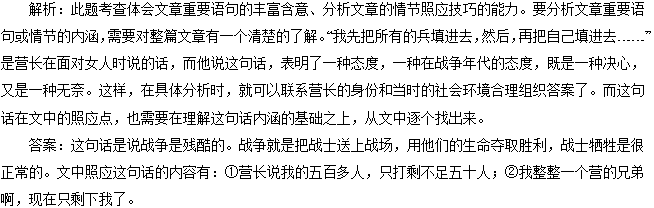 解析：此题考查体会文章重要语句的丰富含意、分析文章的情节照应技巧的能力。要分析文章重要语
句或情节的内涵，需要对整篇文章有一个清楚的了解。“我先把所有的兵填进去，然后，再把自己填进去……”
是营长在面对女人时说的话，而他说这句话，表明了一种态度，一种在战争年代的态度，既是一种决心，
又是一种无奈。这样，在具体分析时，就可以联系营长的身份和当时的社会环境合理组织答案了。而这句
话在文中的照应点，也需要在理解这句话内涵的基础之上，从文中逐个找出来。
答案：这句话是说战争是残酷的。战争就是把战士送上战场，用他们的生命夺取胜利，战士牺牲是很
正常的。文中照应这句话的内容有：①营长说我的五百多人，只打剩不足五十人；②我整整一个营的兄弟
啊，现在只剩下我了。